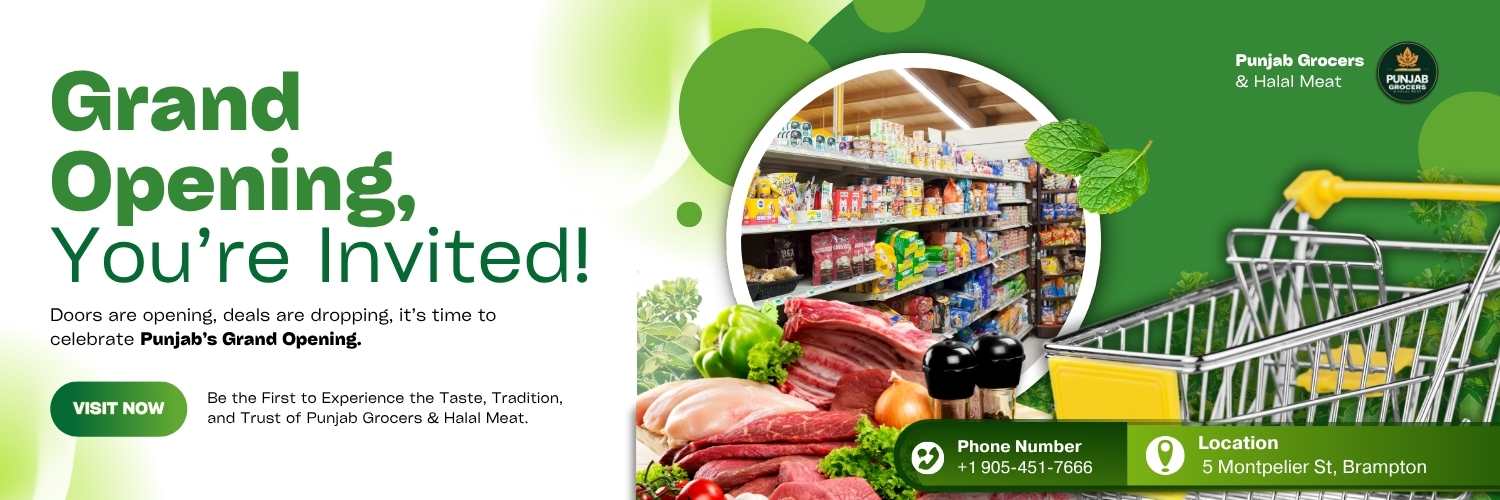 Grand
Opening,
You're Invited!
Doors are opening, deals are dropping, it's time to
celebrate Punjab's Grand Opening.
VISIT NOW
Be the First to Experience the Taste, Tradition,
and Trust of Punjab Grocers & Halal Meat.
Punjab Grocers
& Halal Meat
PUNJAB
GROCERS
Phone Number
+1 905-451-7666
Location
5 Montpelier St, Brampton